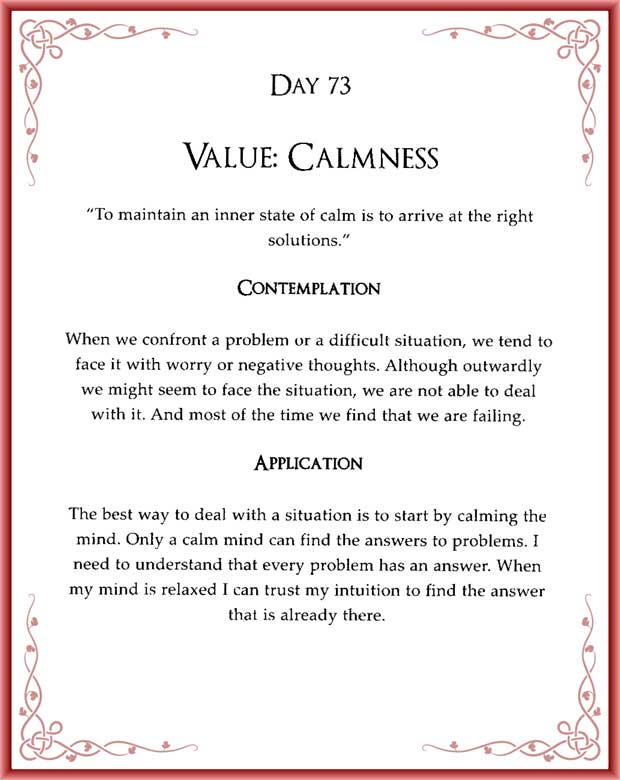 Day 73
Value: Calmness
“To maintain an inner state of calm is to arrive at the right
solutions.”
Contemplation
When we confront a problem or a difficult situation, we tend to
face it with worry or negative thoughts. Although outwardly
we might seem to face the situation, we are not able to deal
with it. And most of the time we find that we are failing.
Application
The best way to deal with a situation is to start by calming the
mind. Only a calm mind can find the answers to problems. I
need to understand that every problem has an answer. When
my mind is relaxed I can trust my intuition to find the answer
that is already there.